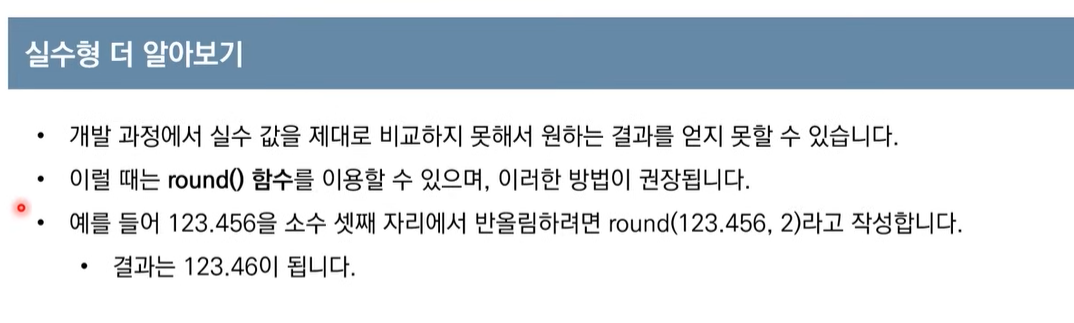 실수형 더 알아보기
• 개발 과정에서 실수 값을 제대로 비교하지 못해서 원하는 결과를 얻지 못할 수 있습니다.
• 이럴 때는 round() 함수를 이용할 수 있으며, 이러한 방법이 권장됩니다.
• 예를 들어 123.456을 소수 셋째 자리에서 반올림하려면 round(123.456, 2)라고 작성합니다.
• 결과는 123.46이 됩니다.